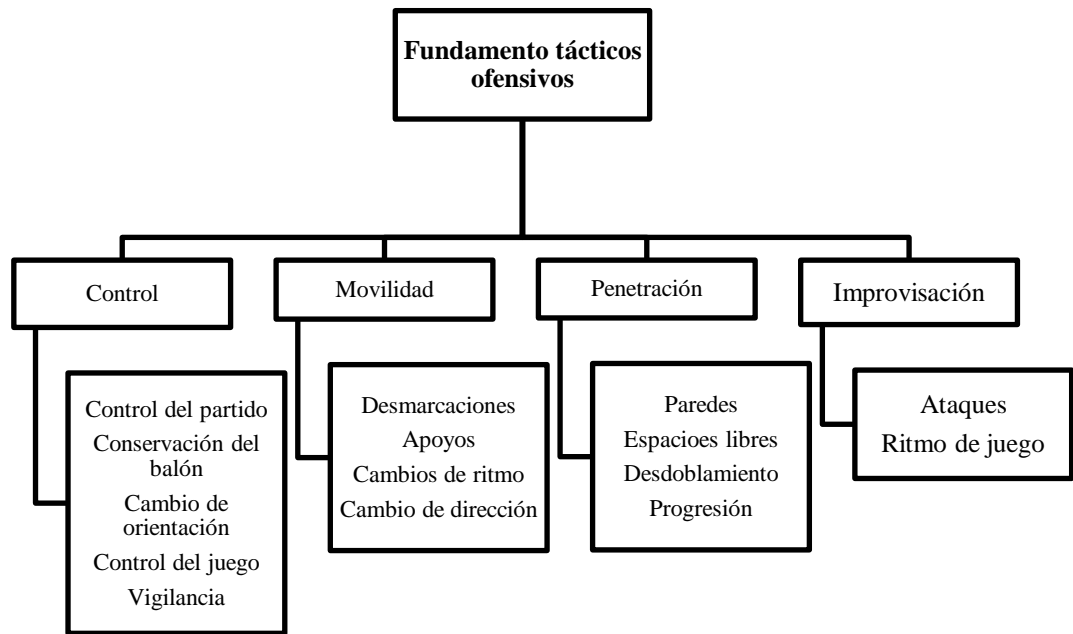 Fundamento tácticos
ofensivos
Control
Movilidad
Penetración
Improvisación
Control del partido
Conservación del
balón
Cambio de
orientación
Control del juego
Vigilancia
Desmarcaciones
Apoyos
Cambios de ritmo
Cambio de dirección
Paredes
Espacioes libres
Desdoblamiento
Progresión
Ataques
Ritmo de juego